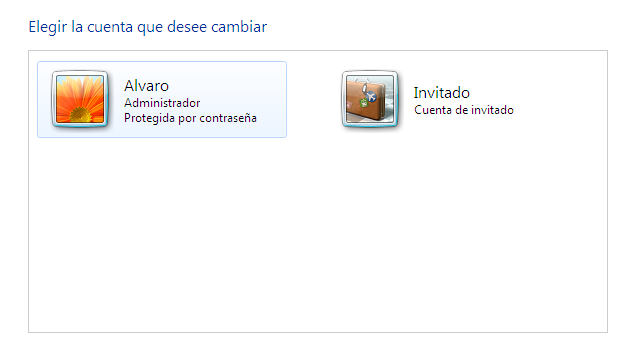 Elegir la cuenta que desee cambiar
Alvaro
Administrador
Protegida por contraseña
Invitado
Cuenta de invitado